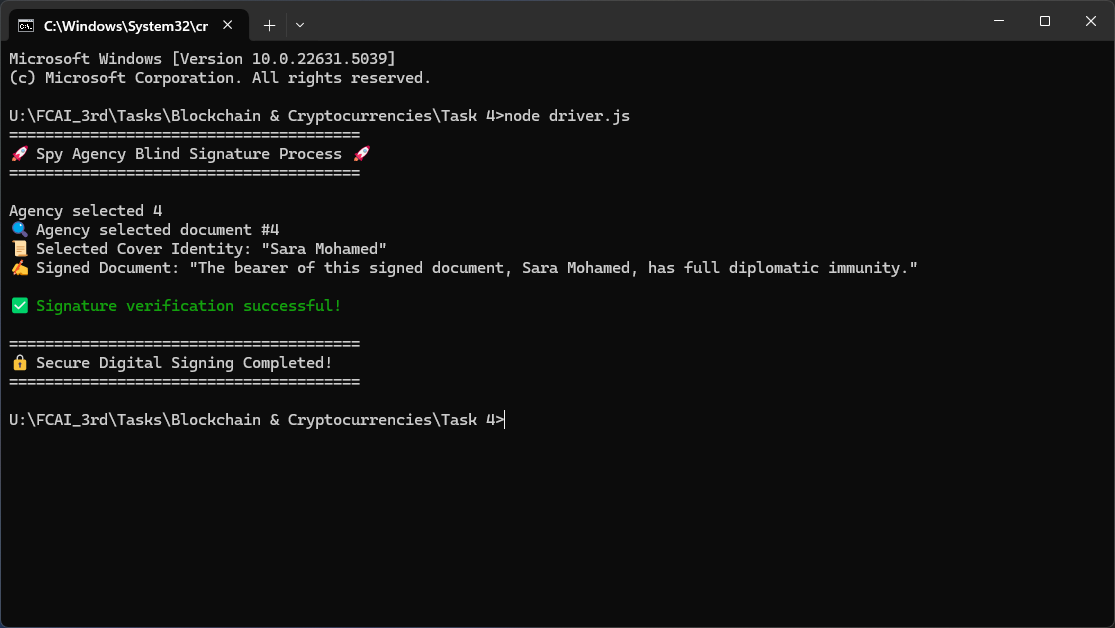 C:\Windows\System32\cr
Microsoft Windows [Version 10.0.22631.5039]
(c) Microsoft Corporation. All rights reserved.
U:\FCAI_3rd\Tasks\Blockchain & Cryptocurrencies\Task 4>node driver.js
=======================================
🚀 Spy Agency Blind Signature Process 🚀
=======================================
Agency selected 4
🔍 Agency selected document #4
📜 Selected Cover Identity: "Sara Mohamed"
✍️ Signed Document: "The bearer of this signed document, Sara Mohamed, has full diplomatic immunity."
✅ Signature verification successful!
=======================================
🔒 Secure Digital Signing Completed!
=======================================
U:\FCAI_3rd\Tasks\Blockchain & Cryptocurrencies\Task 4>